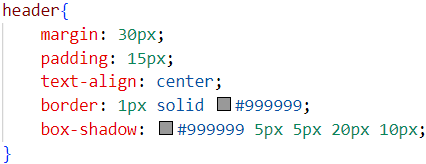 header{
    margin: 30px;
    padding: 15px;
    text-align: center;
    border: 1px solid #999999;
    box-shadow: #999999 5px 5px 20px 10px;
}